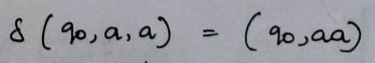 δ (q0, a, a) = (q0, aa)